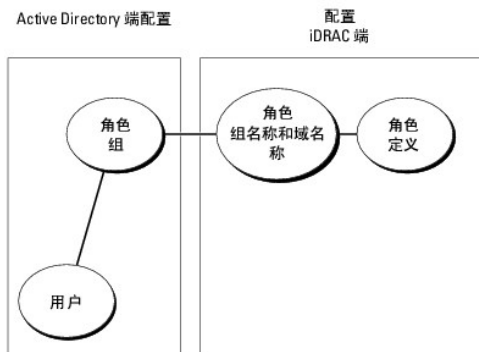 Active Directory 端配置
配置
iDRAC 端
角色
组
角色
组名称和域名
称
角色
定义
用户